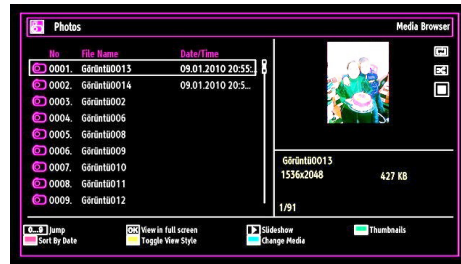 Photos Media Browser
No File Name Date/Time
0001. Görüntü0013 09.01.2010 20:55:..
0002. Görüntü0014 09.01.2010 20:5...
0003. Görüntü002
0004. Görüntü006
0005. Görüntü008
0006. Görüntü009
0007. Görüntü010
0008. Görüntü011
0009. Görüntü012
Görüntü0013
1536x2048 427 KB
1/91
0...9 Jump OK View in full screen Slideshow Thumbnails
Sort By Date Toggle View Style Change Media